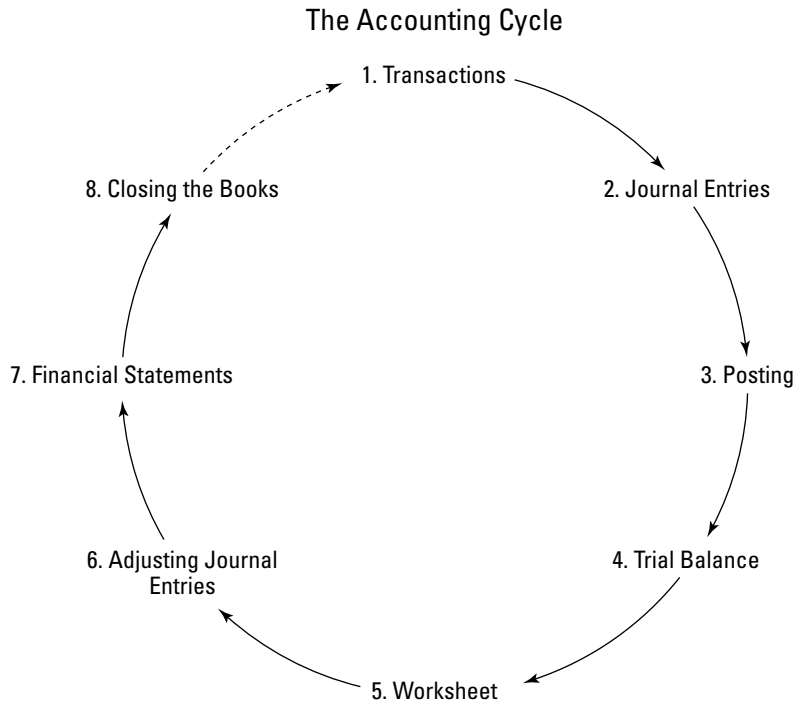 The Accounting Cycle
1. Transactions
2. Journal Entries
3. Posting
4. Trial Balance
5. Worksheet
6. Adjusting Journal
Entries
7. Financial Statements
8. Closing the Books